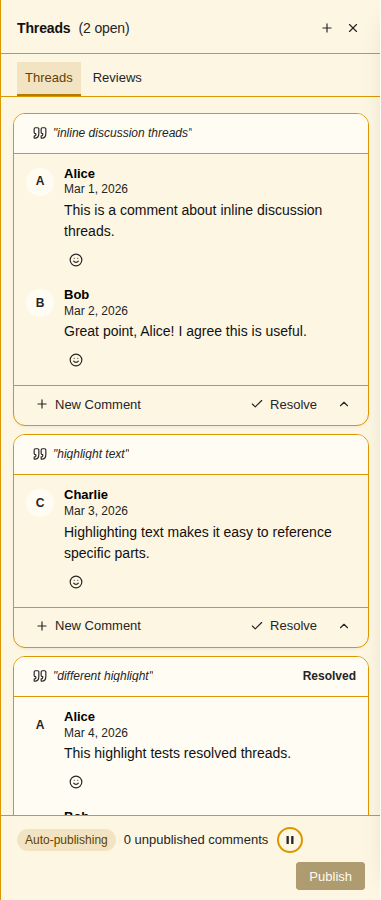 Threads (2 open)
Threads Reviews
"inline discussion threads"
A Alice
Mar 1, 2026
This is a comment about inline discussion
threads.
B Bob
Mar 2, 2026
Great point, Alice! I agree this is useful.
New Comment Resolve
"highlight text"
C Charlie
Mar 3, 2026
Highlighting text makes it easy to reference
specific parts.
New Comment Resolve
"different highlight" Resolved
A Alice
Mar 4, 2026
This highlight tests resolved threads.
Bob
Auto-publishing 0 unpublished comments
Publish